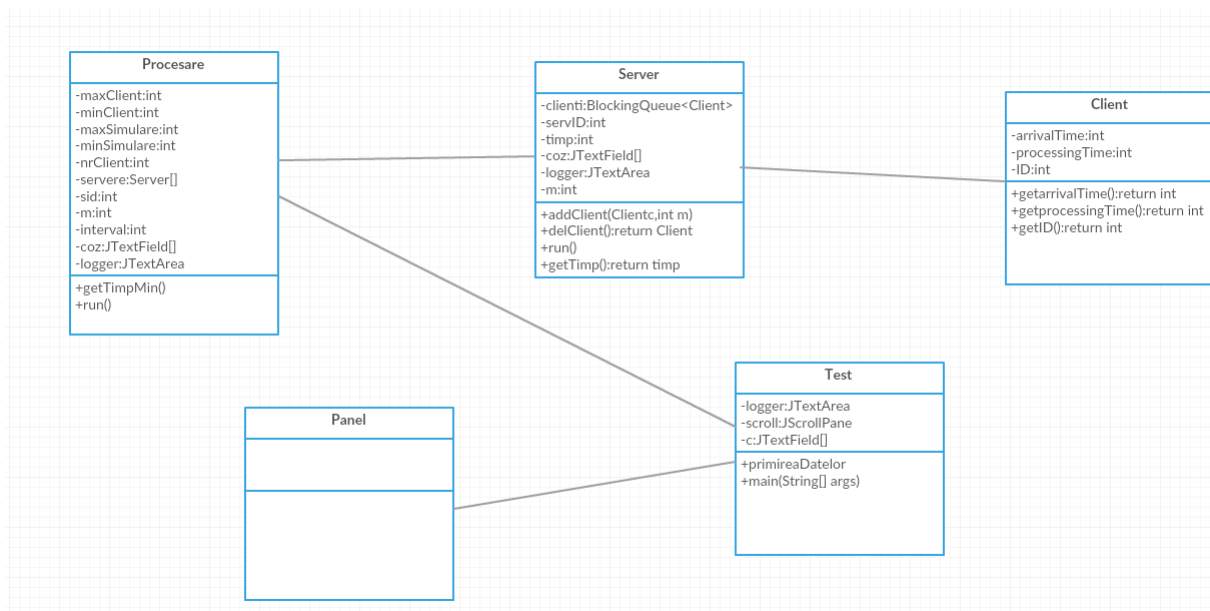 Procesare
-maxClient:int
-minClient:int
-maxSimulare:int
-minSimulare:int
-nrClient:int
-servere:Server[]
-sid:int
-m:int
-interval:int
-coz:JTextField[]
-logger:JTextArea
+getTimpMin()
+run()
Server
-clienti:BlockingQueue<Client>
-servID:int
-timp:int
-coz:JTextField[]
-logger:JTextArea
-m:int
+addClient(Clientc,int m)
+delClient():return Client
+run()
+getTimp():return timp
Client
-arrivalTime:int
-processingTime:int
-ID:int
+getarrivalTime():return int
+getprocessingTime():return int
+getID():return int
Panel
Test
-logger:JTextArea
-scroll:JScrollPane
-c:JTextField[]
+primireaDatelor
+main(String[] args)